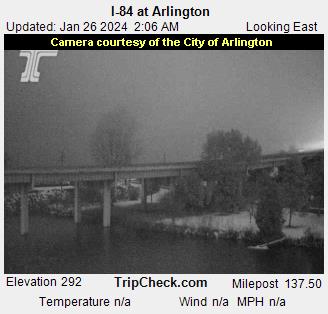 I-84 at Arlington
Updated: Jan 26 2024 2:06 AM Looking East
Camera courtesy of the City of Arlington
Elevation 292 TripCheck.com Milepost 137.50
Temperature n/a Wind n/a MPH n/a